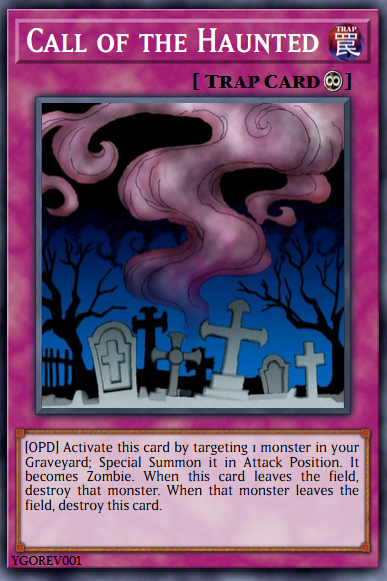 CALL OF THE HAUNTED
TRAP
罠
[ TRAP CARD ]
[OPD] Activate this card by targeting 1 monster in your
Graveyard; Special Summon it in Attack Position. It
becomes Zombie. When this card leaves the field,
destroy that monster. When that monster leaves the
field, destroy this card.
YGOREV001